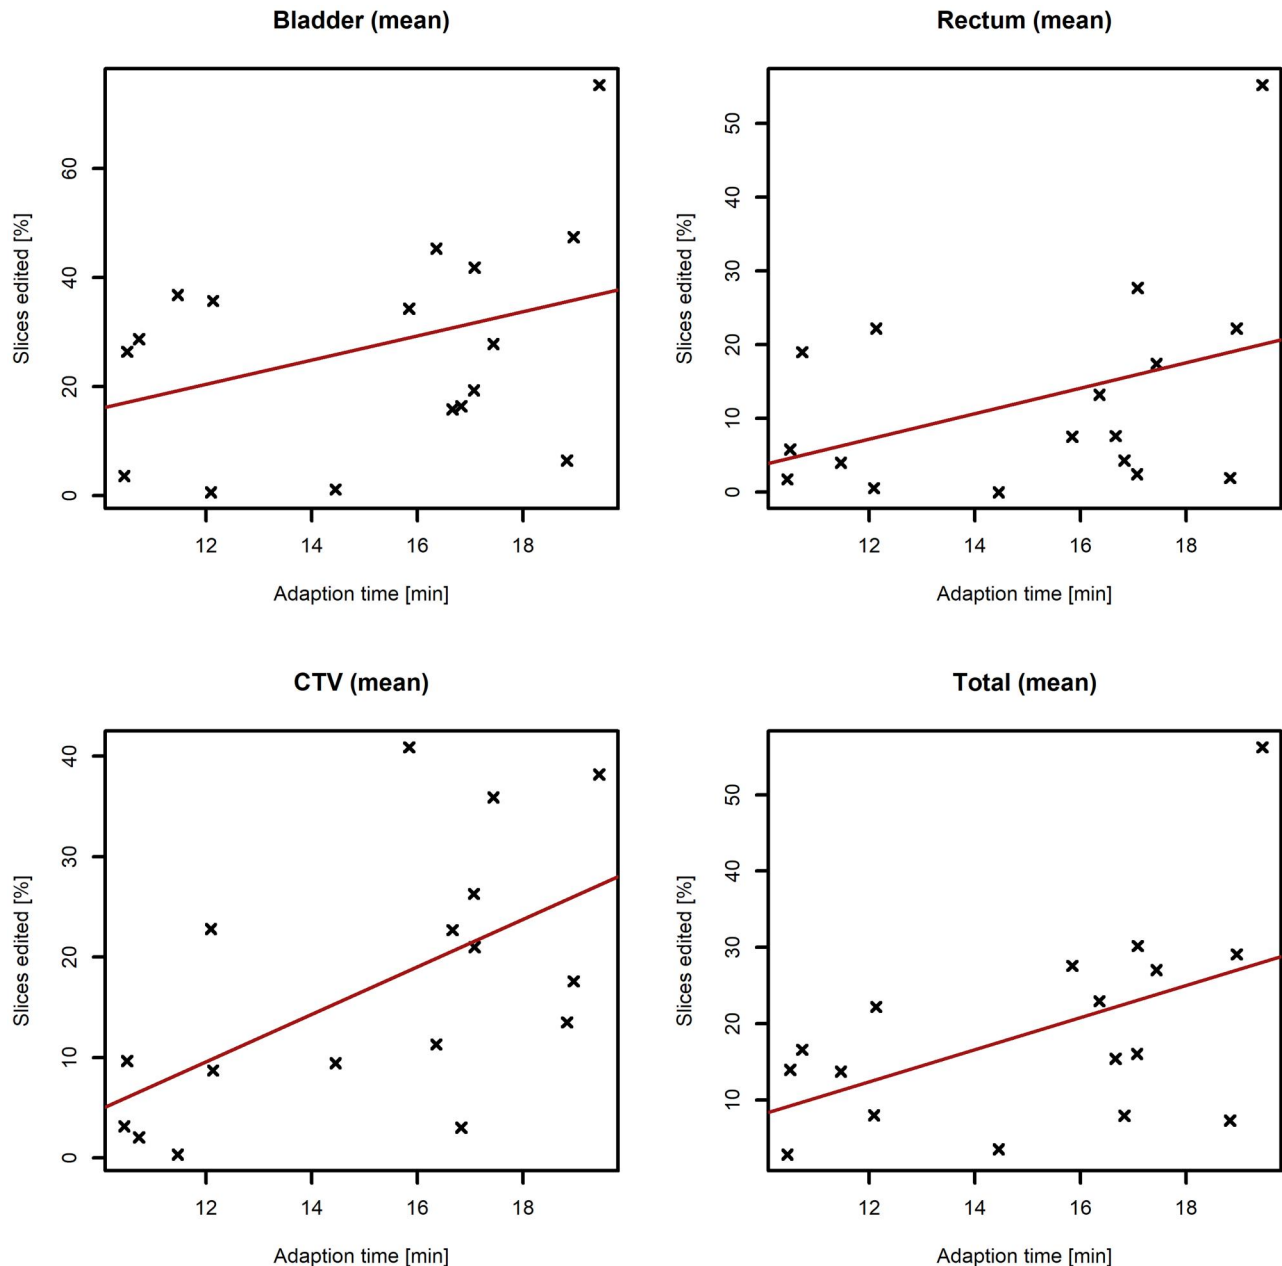 Bladder (mean)
Slices edited [%]
60
40
20
0
12 14 16 18
Adaption time [min]
Rectum (mean)
Slices edited [%]
50
40
30
20
10
0
12 14 16 18
Adaption time [min]
CTV (mean)
Slices edited [%]
40
30
20
10
0
12 14 16 18
Adaption time [min]
Total (mean)
Slices edited [%]
50
40
30
20
10
12 14 16 18
Adaption time [min]